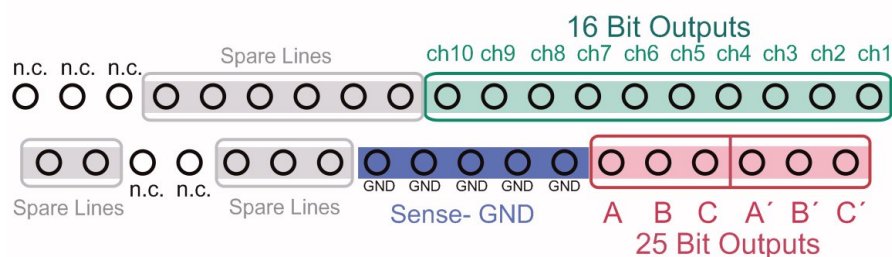 16 Bit Outputs
Spare Lines
ch10 ch9 ch8 ch7 ch6 ch5 ch4 ch3 ch2 ch1
n.c. n.c. n.c.
n.c. n.c.
GND GND GND GND GND
Spare Lines Spare Lines Sense- GND A B C A´ B´ C´
25 Bit Outputs